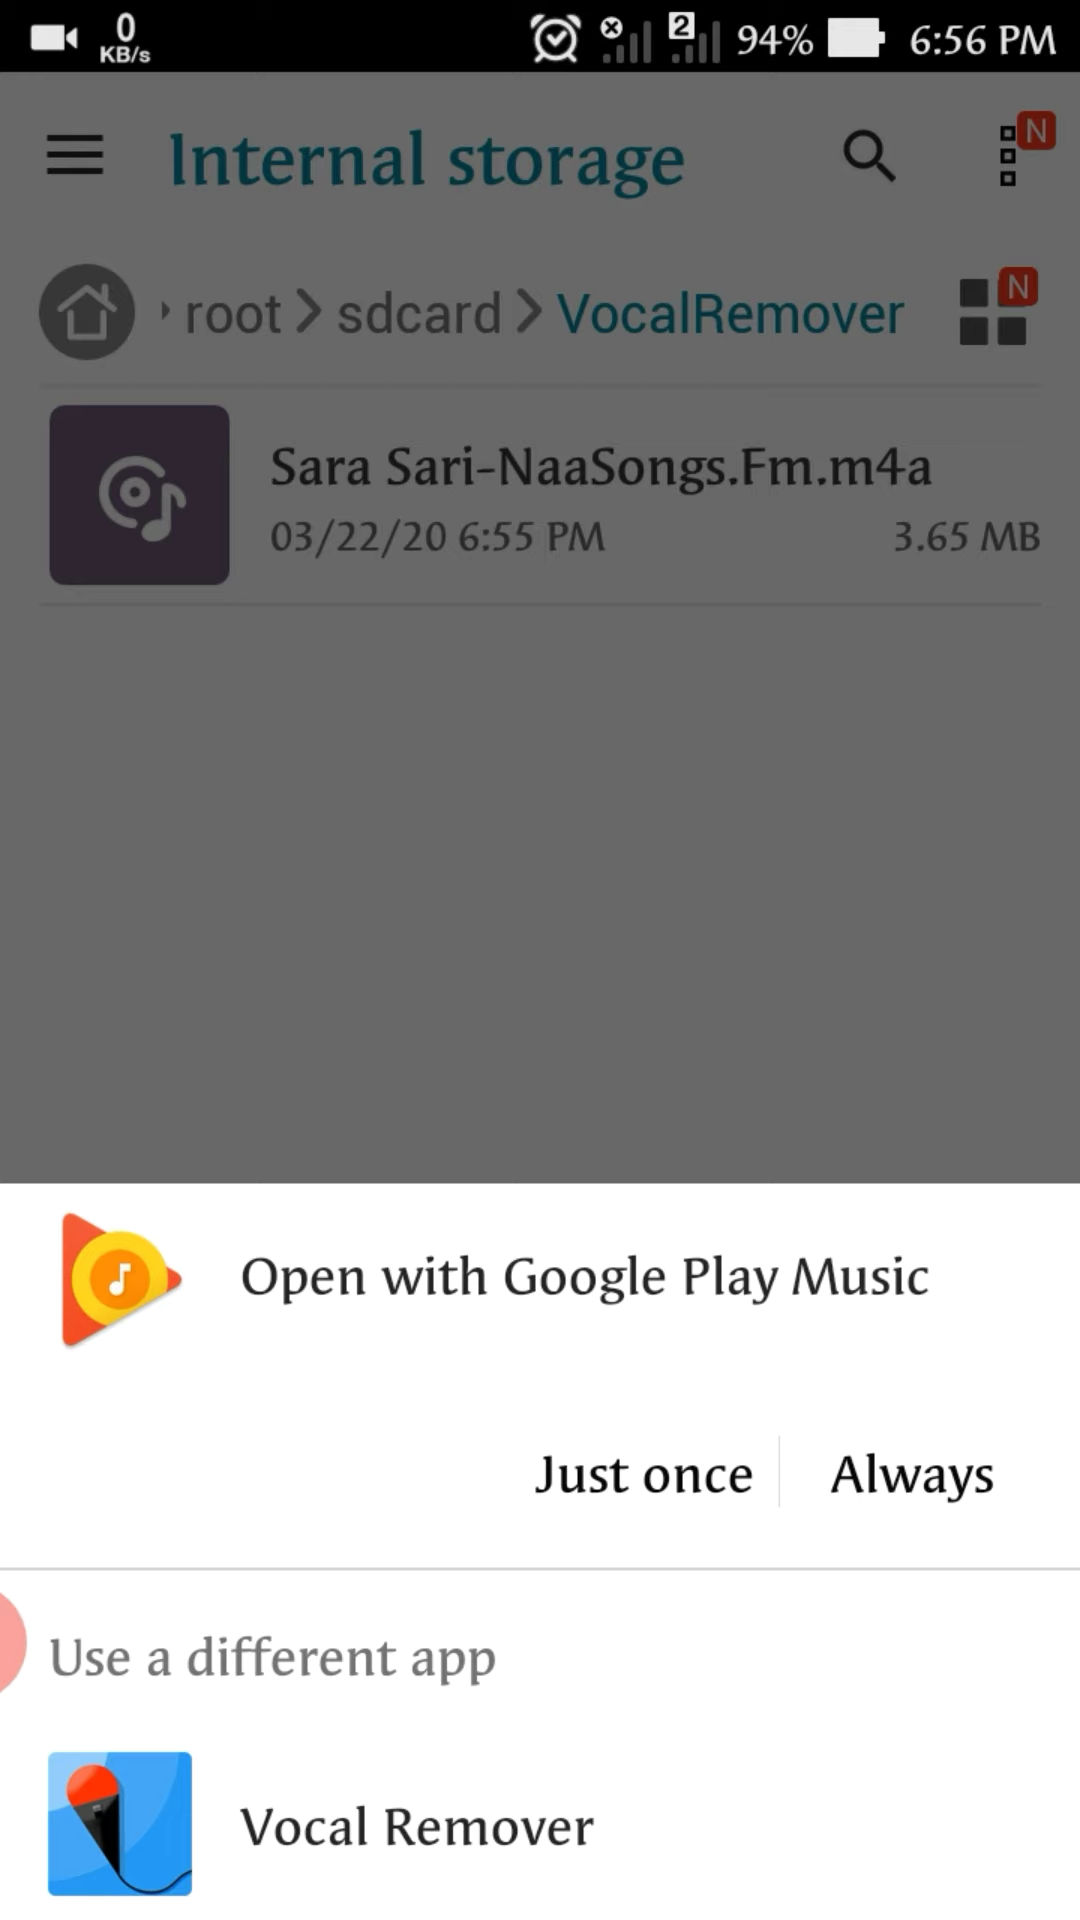 0
KB/s
2
94%
6:56 PM
Internal storage
N
root
sdcard
VocalRemover
N
Sara Sari-NaaSongs.Fm.m4a
03/22/20 6:55 PM
3.65 MB
Open with Google Play Music
Just once
Always
Use a different app
Vocal Remover